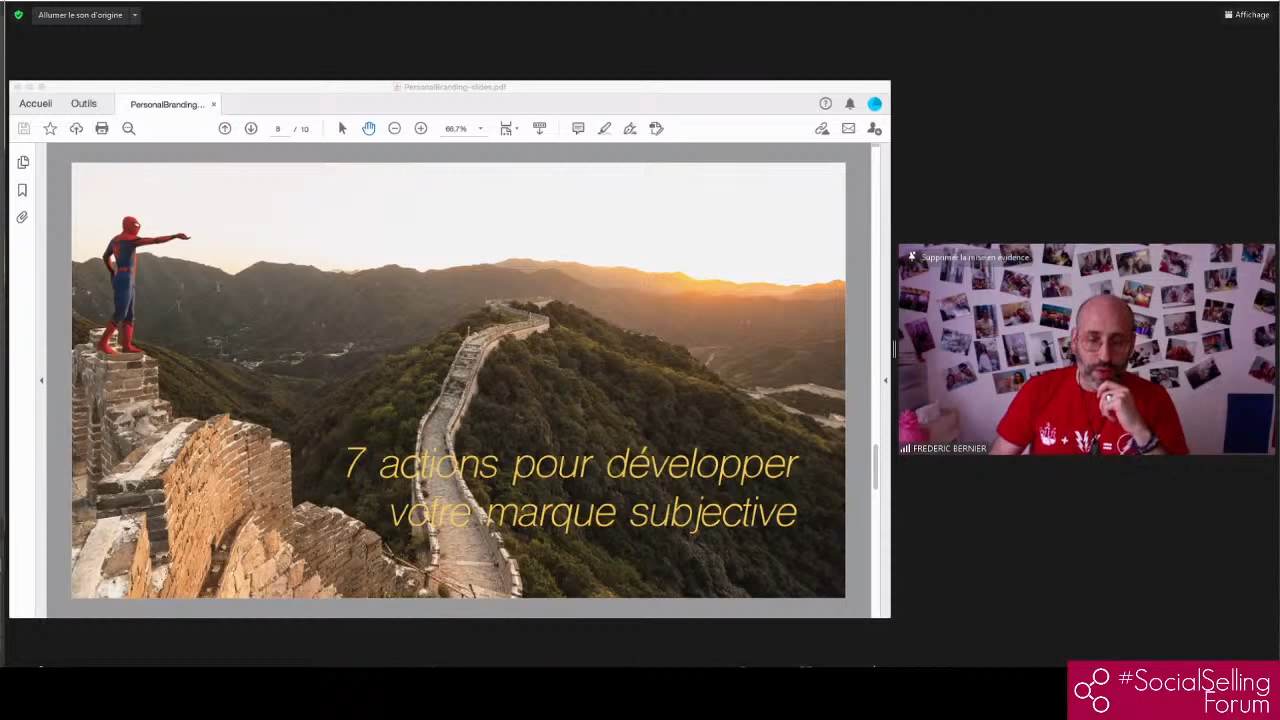 Allumer le son d'origine
Affichage
PersonalBranding-slides.pdf
Accueil
Outils
PersonalBranding...
×
8 / 10
66,7%
7 actions pour développer
votre marque subjective
Supprimer la mise en évidence
FREDERIC BERNIER
#SocialSelling
Forum